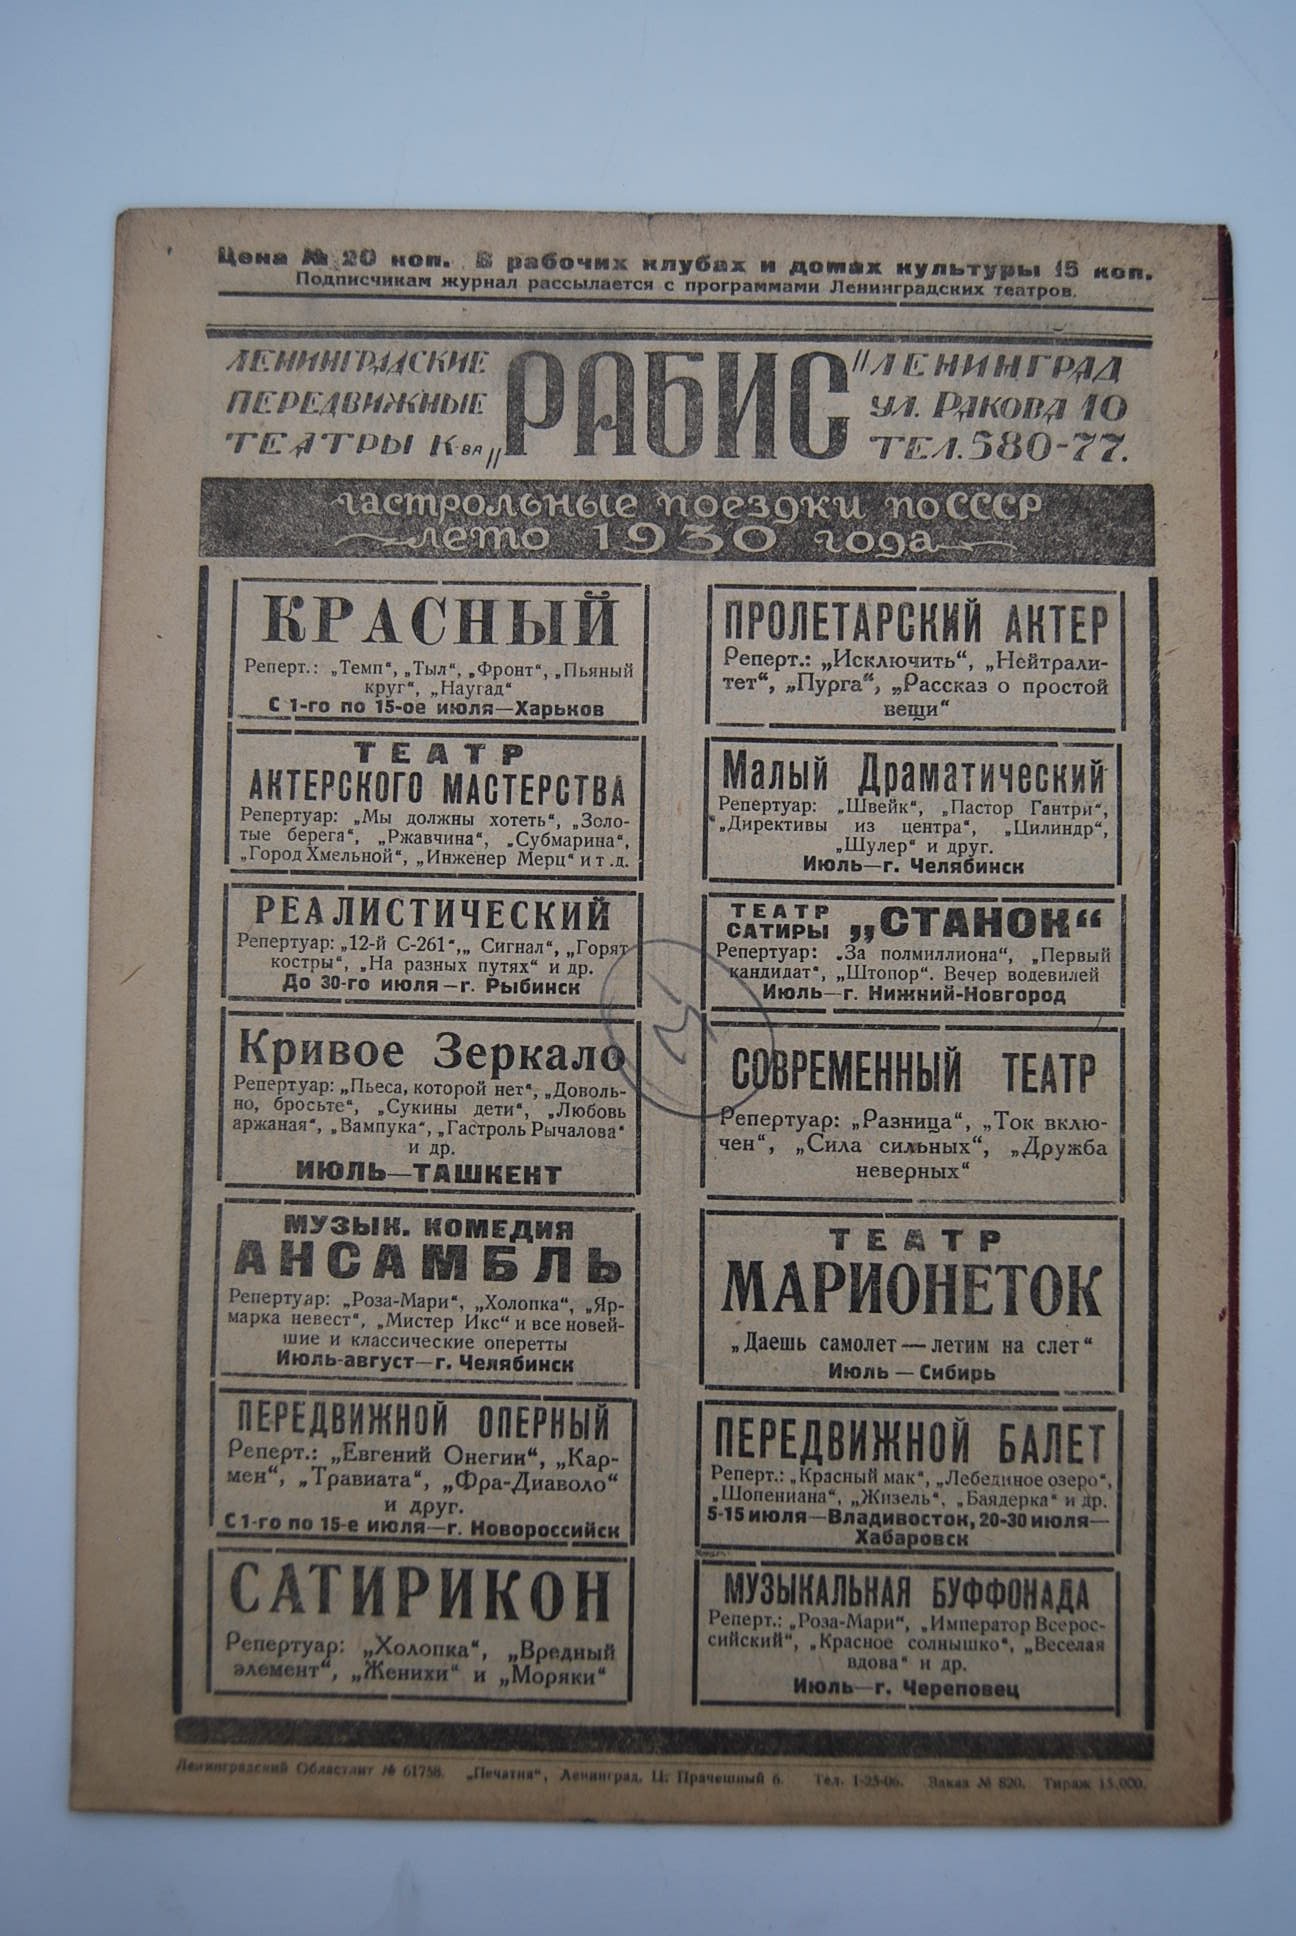 Цена № 20 коп. В рабочих клубах и домах культуры 15 коп.
Подписчикам журнал рассылается с программами Ленинградских театров.
ЛЕНИНГРАДСКИЕ
ПЕРЕДВИЖНЫЕ
ТЕАТРЫ К-ВА
„РАБИС"
ЛЕНИНГРАД
УЛ. РАКОВА 10
ТЕЛ. 580-77.
гастрольные поездки по СССР
лето 1930 года
КРАСНЫЙ
Реперт.: „Темп“, „Тыл“, „Фронт“, „Пьяный
круг“, „Наугад“
С 1-го по 15-ое июля—Харьков
ТЕАТР
АКТЕРСКОГО МАСТЕРСТВА
Репертуар: „Мы должны хотеть“, „Золо-
тые берега“, „Ржавчина“, „Субмарина“,
„Город Хмельной“, „Инженер Мерц“ и т .д.
РЕАЛИСТИЧЕСКИЙ
Репертуар: „12-й С-261“,„ Сигнал“, „Горят
костры“, „На разных путях“ и др.
До 30-го июля—г. Рыбинск
Кривое Зеркало
Репертуар: „Пьеса, которой нет“, „Доволь-
но, бросьте“, „Сукины дети“, „Любовь
аржаная“, „Вампука“, „Гастроль Рычалова“
и др.
ИЮЛЬ—ТАШКЕНТ
МУЗЫК. КОМЕДИЯ
АНСАМБЛЬ
Репертуар: „Роза-Мари“, „Холопка“, „Яр-
марка невест“, „Мистер Икс“ и все новей-
шие и классические оперетты
Июль-август—г. Челябинск
ПЕРЕДВИЖНОЙ ОПЕРНЫЙ
Реперт.: „Евгений Онегин“, „Кар-
мен“, „Травиата“, „Фра-Диаволо“
и друг.
С 1-го по 15-е июля—г. Новороссийск
САТИРИКОН
Репертуар: „Холопка“, „Вредный
элемент“, „Женихи“ и „Моряки“
ПРОЛЕТАРСКИЙ АКТЕР
Реперт.: „Исключить“, „Нейтрали-
тет“, „Пурга“, „Рассказ о простой
вещи“
Малый Драматический
Репертуар: „Швейк“, „Пастор Гантри“,
„Директивы из центра“, „Цилиндр“,
„Шулер“ и друг.
Июль—г. Челябинск
ТЕАТР
САТИРЫ „СТАНОК“
Репертуар: „За полмиллиона“, „Первый
кандидат“, „Штопор“. Вечер водевилей
Июль—г. Нижний-Новгород
СОВРЕМЕННЫЙ ТЕАТР
Репертуар: „Разница“, „Ток вклю-
чен“, „Сила сильных“, „Дружба
неверных“
ТЕАТР
МАРИОНЕТОК
„Даешь самолет — летим на слет“
Июль — Сибирь
ПЕРЕДВИЖНОЙ БАЛЕТ
Реперт.: „Красный мак“, „Лебединое озеро“,
„Шопениана“, „Жизель“, „Баядерка“ и др.
5-15 июля—Владивосток, 20-30 июля—
Хабаровск
МУЗЫКАЛЬНАЯ БУФФОНАДА
Реперт.: „Роза-Мари“, „Император Всерос-
сийский“, „Красное солнышко“, „Веселая
вдова“ и др.
Июль—г. Череповец
Ленинградский Областлит № 61758. „Печатня“, Ленинград, Ц. Прачешный 6. Тел. 1-25-06. Заказ № 820. Тираж 15.000.